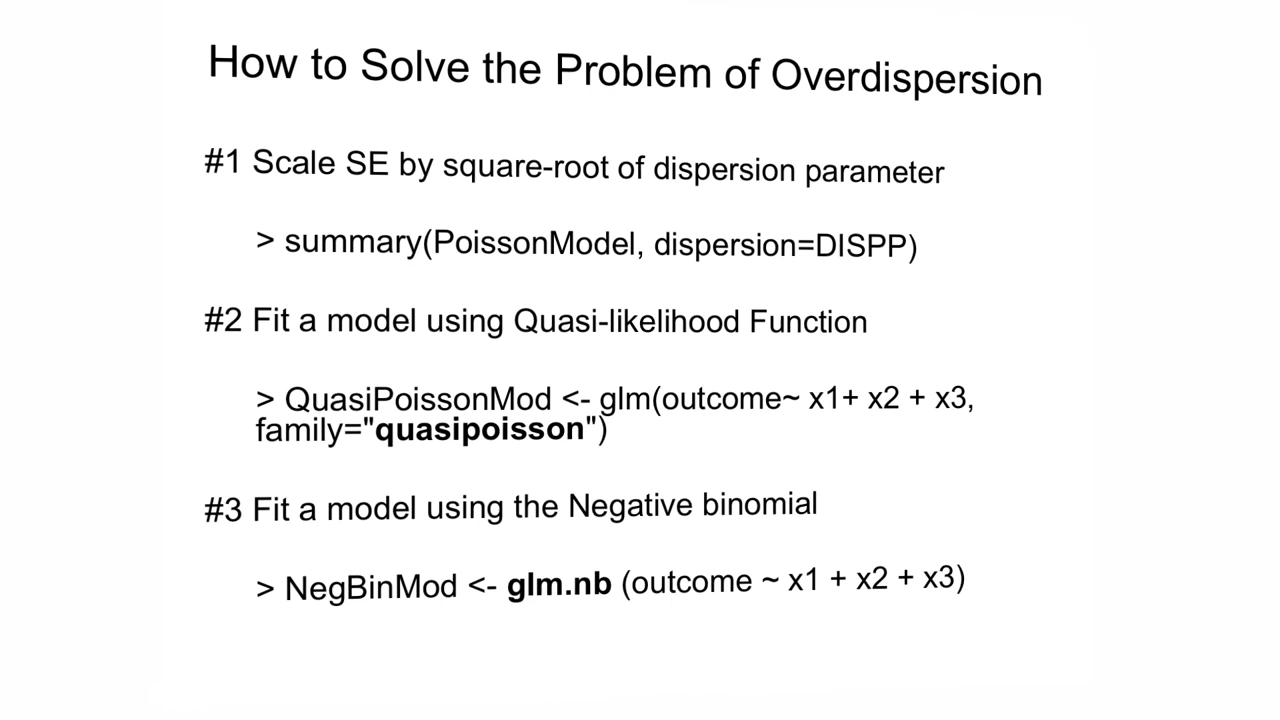 How to Solve the Problem of Overdispersion
#1 Scale SE by square-root of dispersion parameter
> summary(PoissonModel, dispersion=DISPP)
#2 Fit a model using Quasi-likelihood Function
> QuasiPoissonMod <- glm(outcome~ x1+ x2 + x3,
family="quasipoisson")
#3 Fit a model using the Negative binomial
> NegBinMod <- glm.nb (outcome ~ x1 + x2 + x3)